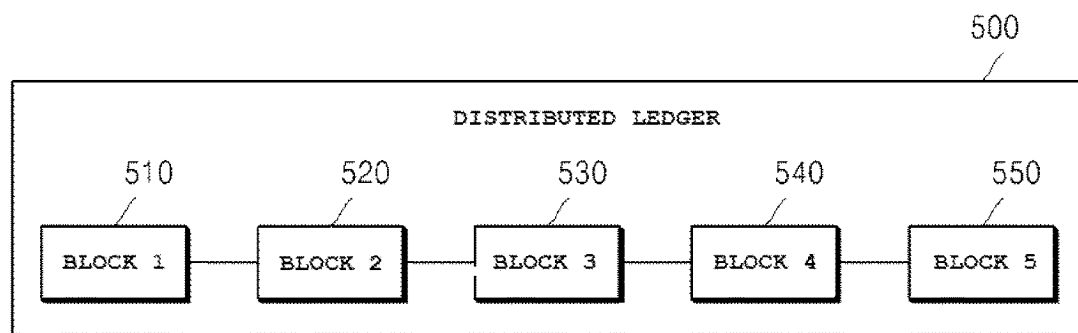 500
DISTRIBUTED LEDGER
510 520 530 540 550
BLOCK 1 BLOCK 2 BLOCK 3 BLOCK 4 BLOCK 5